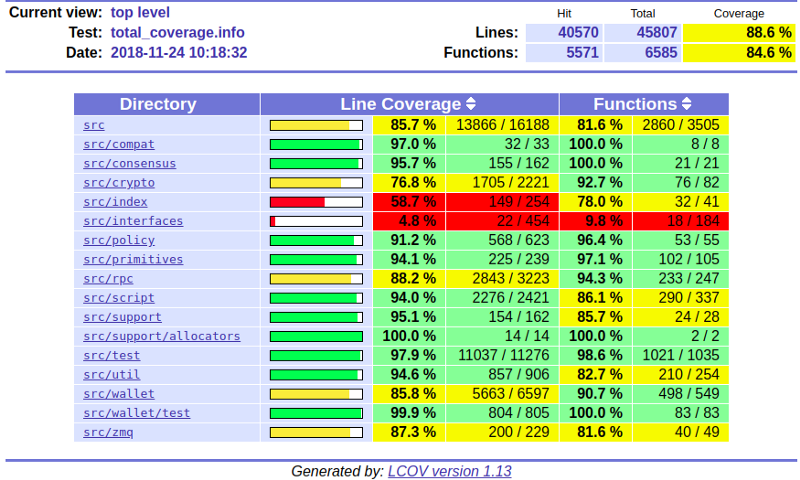 Current view: top level Hit Total Coverage
Test: total_coverage.info Lines: 40570 45807 88.6 %
Date: 2018-11-24 10:18:32 Functions: 5571 6585 84.6 %
Directory Line Coverage Functions
src 85.7 % 13866 / 16188 81.6 % 2860 / 3505
src/compat 97.0 % 32 / 33 100.0 % 8 / 8
src/consensus 95.7 % 155 / 162 100.0 % 21 / 21
src/crypto 76.8 % 1705 / 2221 92.7 % 76 / 82
src/index 58.7 % 149 / 254 78.0 % 32 / 41
src/interfaces 4.8 % 22 / 454 9.8 % 18 / 184
src/policy 91.2 % 568 / 623 96.4 % 53 / 55
src/primitives 94.1 % 225 / 239 97.1 % 102 / 105
src/rpc 88.2 % 2843 / 3223 94.3 % 233 / 247
src/script 94.0 % 2276 / 2421 86.1 % 290 / 337
src/support 95.1 % 154 / 162 85.7 % 24 / 28
src/support/allocators 100.0 % 14 / 14 100.0 % 2 / 2
src/test 97.9 % 11037 / 11276 98.6 % 1021 / 1035
src/util 94.6 % 857 / 906 82.7 % 210 / 254
src/wallet 85.8 % 5663 / 6597 90.7 % 498 / 549
src/wallet/test 99.9 % 804 / 805 100.0 % 83 / 83
src/zmq 87.3 % 200 / 229 81.6 % 40 / 49
Generated by: LCOV version 1.13